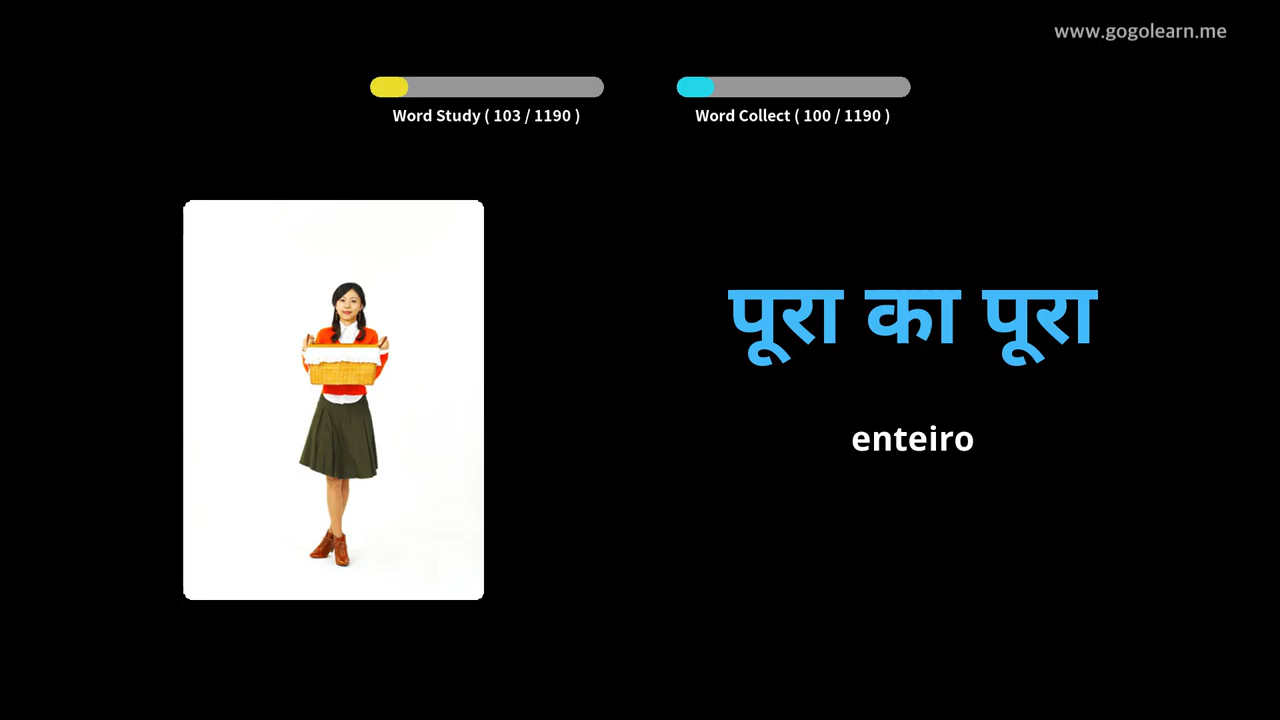 www.gogolearn.me
Word Study ( 103 / 1190 )
Word Collect ( 100 / 1190 )
पूरा का पूरा
enteiro